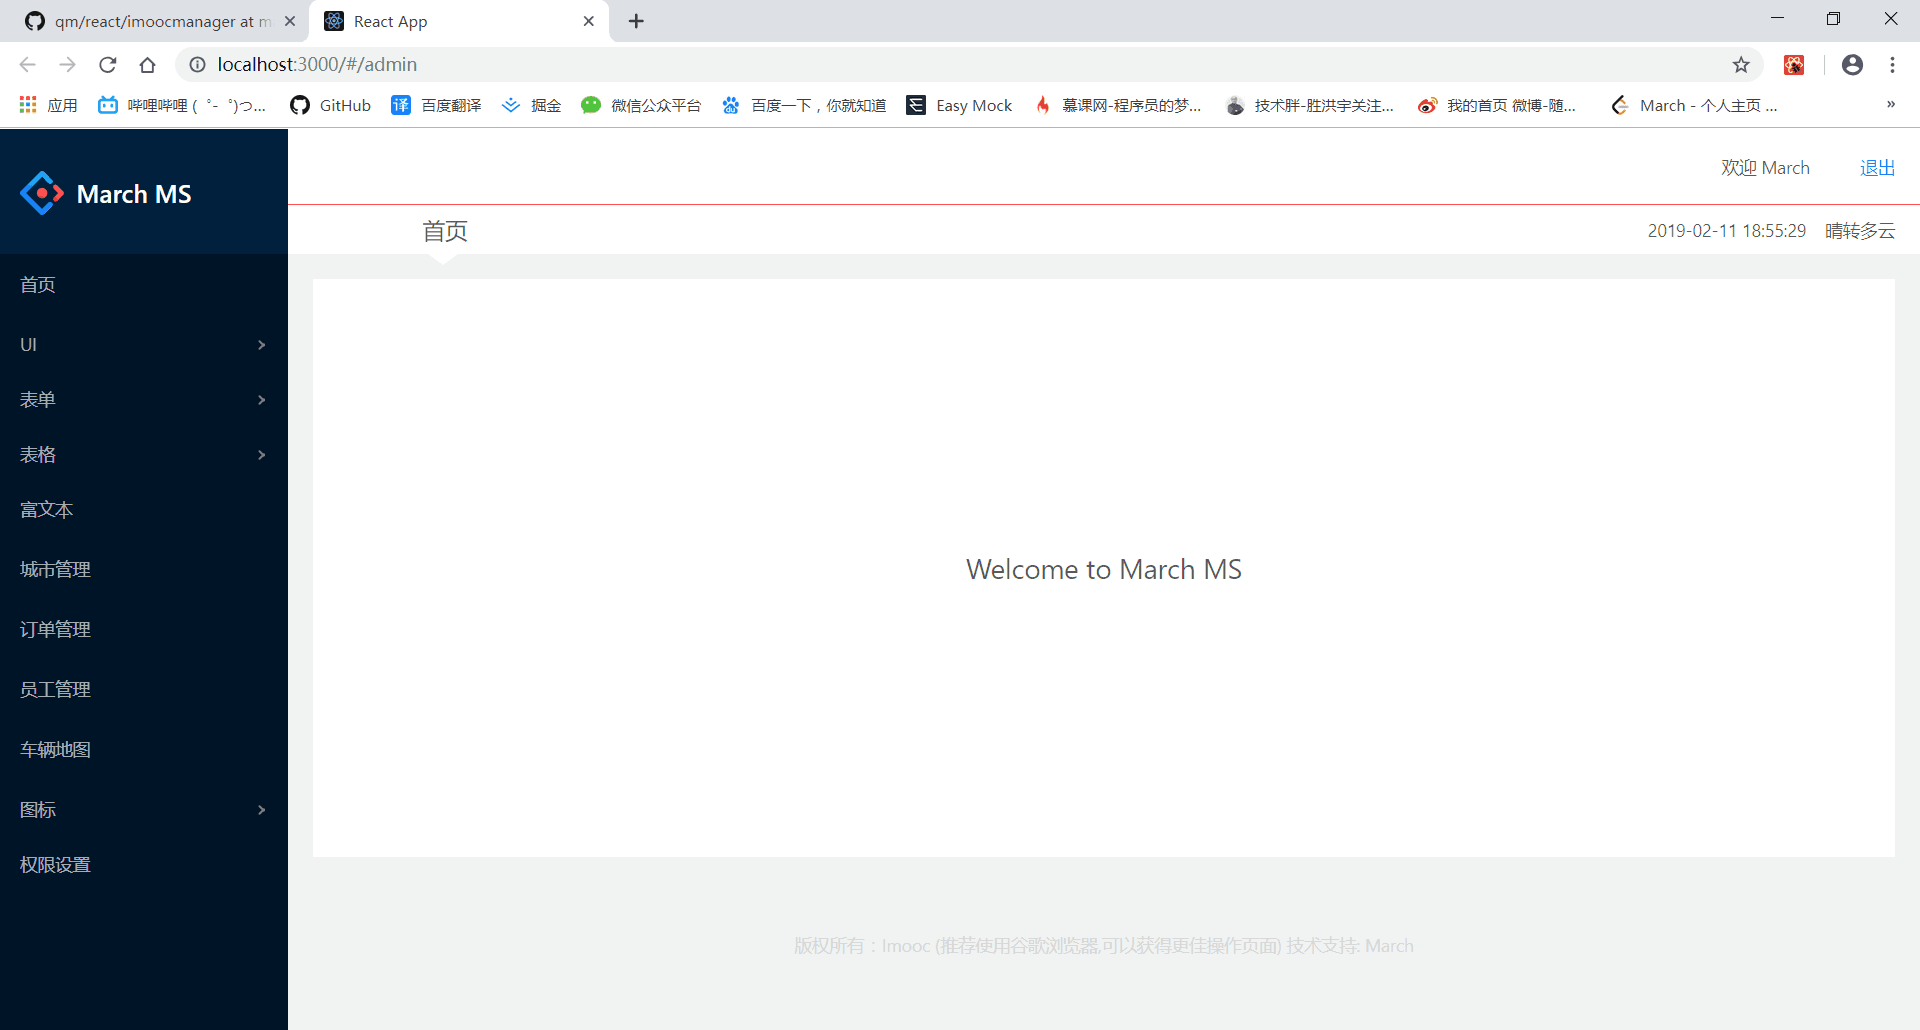 qm/react/imoocmanager at m
React App
localhost:3000/#/admin
应用
哔哩哔哩 ( ゜- ゜)つ...
GitHub
译 百度翻译
掘金
微信公众平台
百度一下，你就知道
Easy Mock
慕课网-程序员的梦...
技术胖-胜洪宇关注...
我的首页 微博-随...
March - 个人主页 ...
»
March MS
欢迎 March
退出
首页
2019-02-11 18:55:29 晴转多云
首页
UI
表单
表格
富文本
城市管理
订单管理
员工管理
车辆地图
图标
权限设置
Welcome to March MS
版权所有：Imooc (推荐使用谷歌浏览器,可以获得更佳操作页面) 技术支持: March